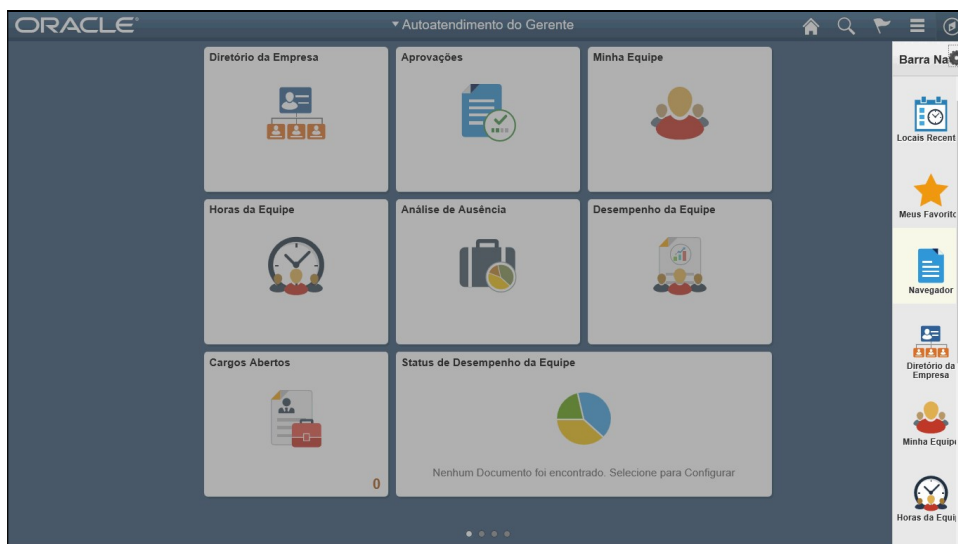 ORACLE
Autoatendimento do Gerente
Diretório da Empresa
Aprovações
Minha Equipe
Horas da Equipe
Análise de Ausência
Desempenho da Equipe
Cargos Abertos
0
Status de Desempenho da Equipe
Nenhum Documento foi encontrado. Selecione para Configurar
Barra Na
Locais Recent
Meus Favorito
Navegador
Diretório da
Empresa
Minha Equip
Horas da Equi